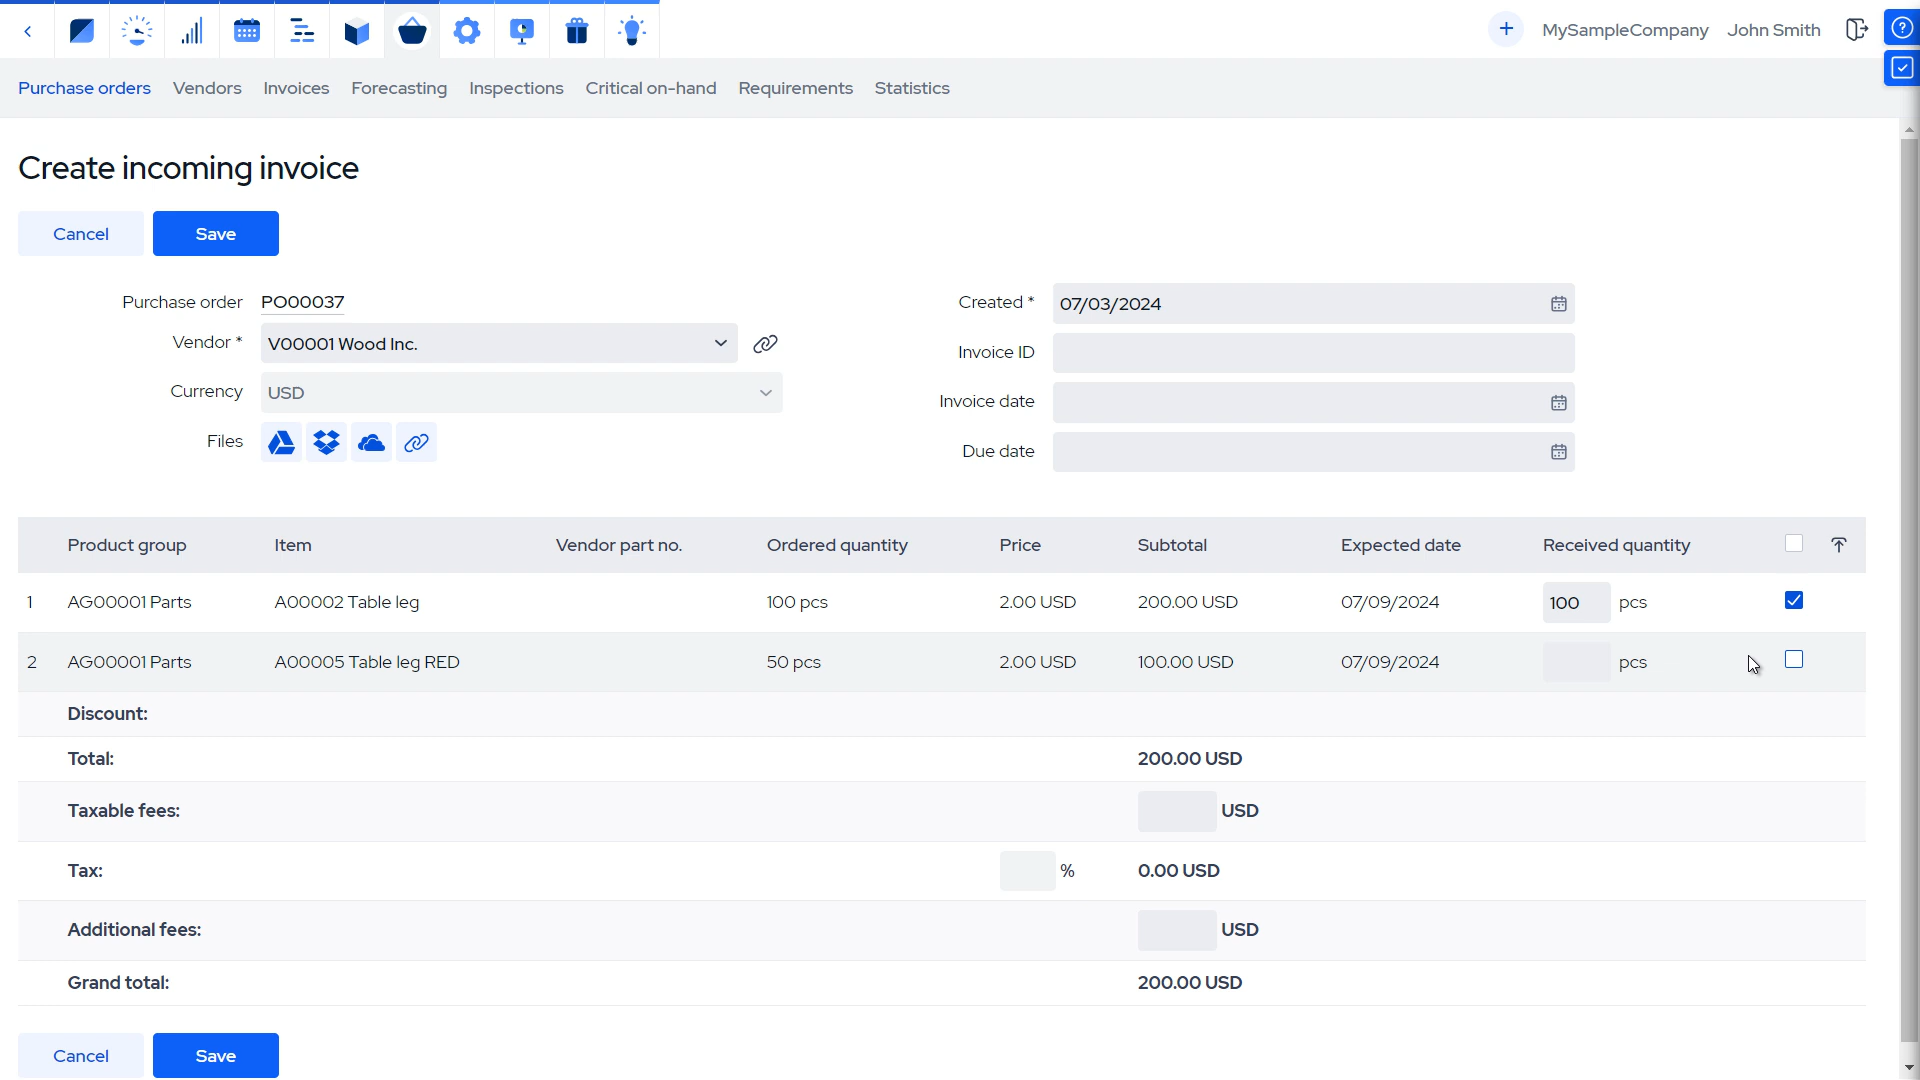 MySampleCompany John Smith
Purchase orders Vendors Invoices Forecasting Inspections Critical on-hand Requirements Statistics
Create incoming invoice
Cancel Save
Purchase order PO00037
Vendor * V00001 Wood Inc.
Currency USD
Files
Created * 07/03/2024
Invoice ID
Invoice date
Due date
Product group Item Vendor part no. Ordered quantity Price Subtotal Expected date Received quantity
1 AG00001 Parts A00002 Table leg 100 pcs 2.00 USD 200.00 USD 07/09/2024 100 pcs
2 AG00001 Parts A00005 Table leg RED 50 pcs 2.00 USD 100.00 USD 07/09/2024 pcs
Discount:
Total: 200.00 USD
Taxable fees: USD
Tax: % 0.00 USD
Additional fees: USD
Grand total: 200.00 USD
Cancel Save